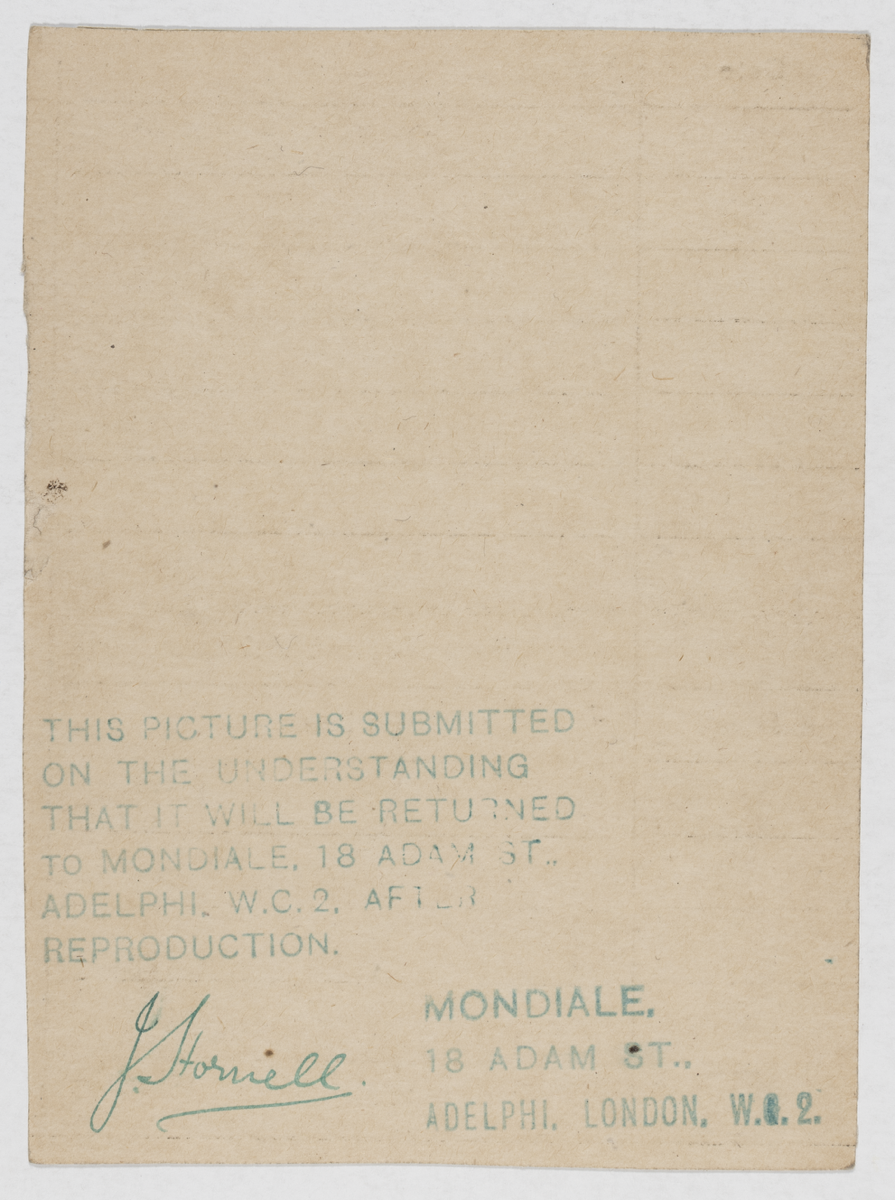 THIS PICTURE IS SUBMITTED
ON THE UNDERSTANDING
THAT IT WILL BE RETURNED
TO MONDIALE, 18 ADAM ST.,
ADELPHI, W.C.2, AFTER
REPRODUCTION.
J. Hornell.
MONDIALE,
18 ADAM ST.,
ADELPHI, LONDON, W.C.2.